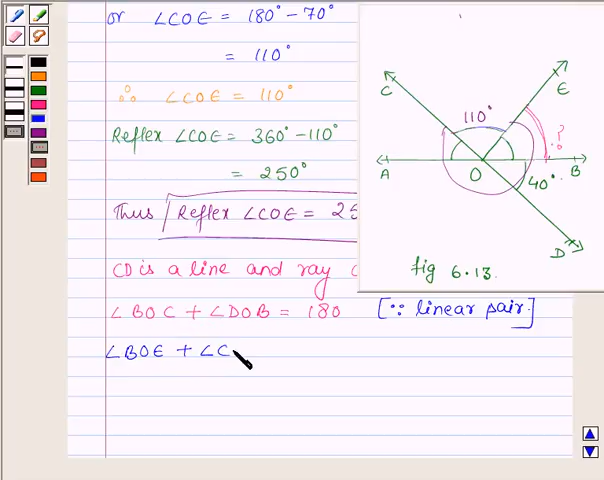 or ∠COE = 180° - 70°
= 110°
∴ ∠COE = 110°
Reflex ∠COE = 360° - 110°
= 250°
Thus Reflex ∠COE = 25
CD is a line and ray
∠BOC + ∠DOB = 180 [∵ linear pair.]
∠BOE + ∠C
C
E
110°
?
A
O
B
40°
D
fig 6.13.